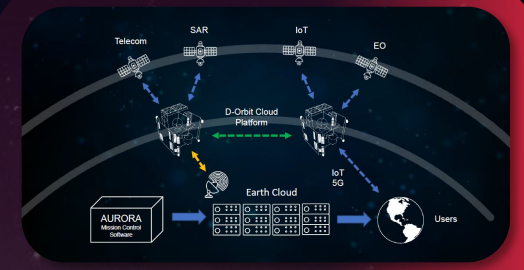 Telecom
SAR
IoT
EO
D-Orbit Cloud
Platform
IoT
5G
Earth Cloud
AURORA
Mission Control
Software
Users